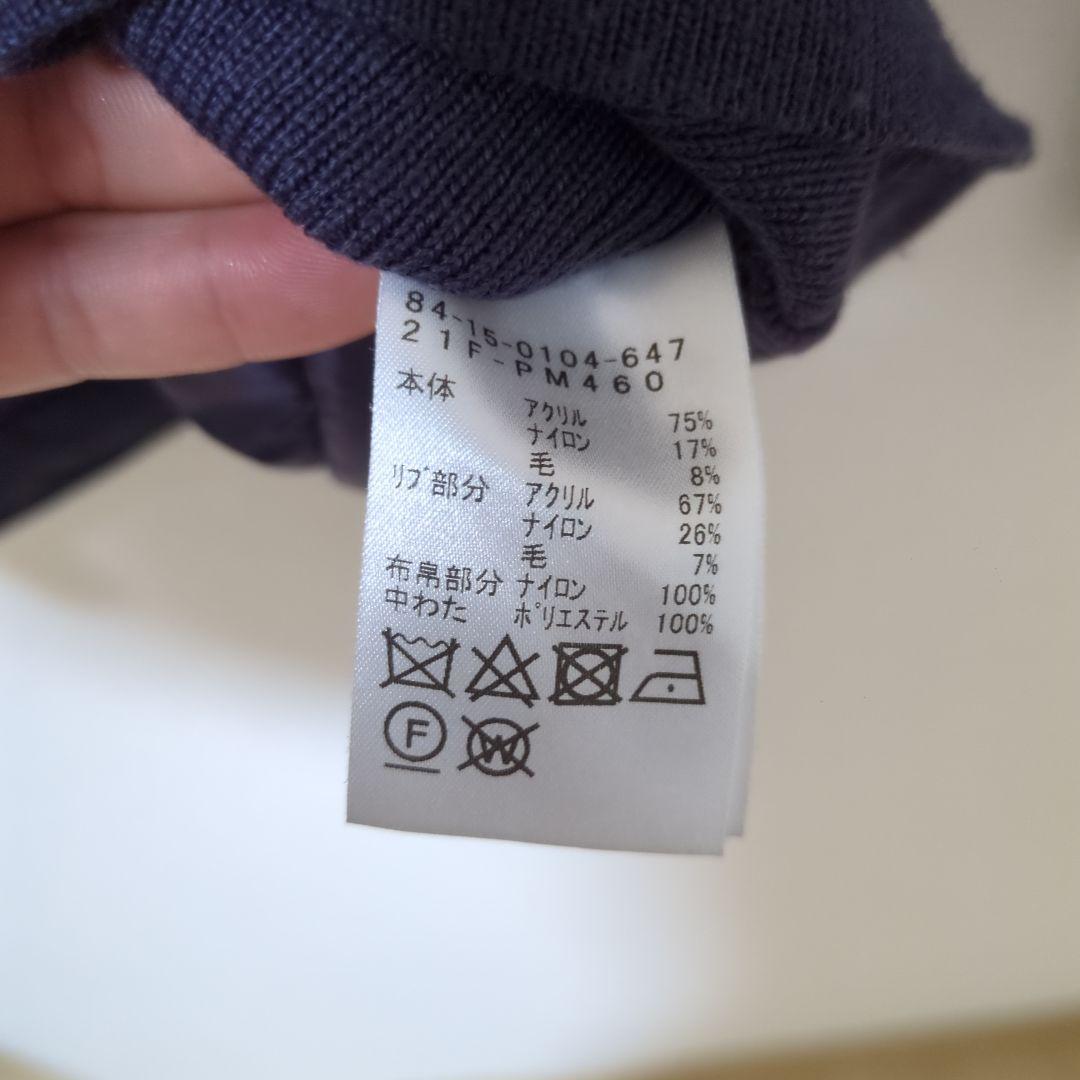 84-15-0104-647
21F-PM460
本体 アクリル 75%
ナイロン 17%
毛 8%
リブ部分 アクリル 67%
ナイロン 26%
毛 7%
布帛部分 ナイロン 100%
中わた ポリエステル 100%
F W